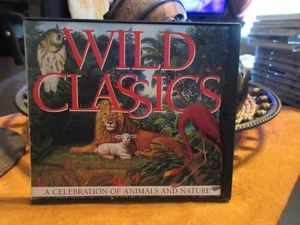 WILD
CLASSICS
A CELEBRATION OF ANIMALS AND NATURE